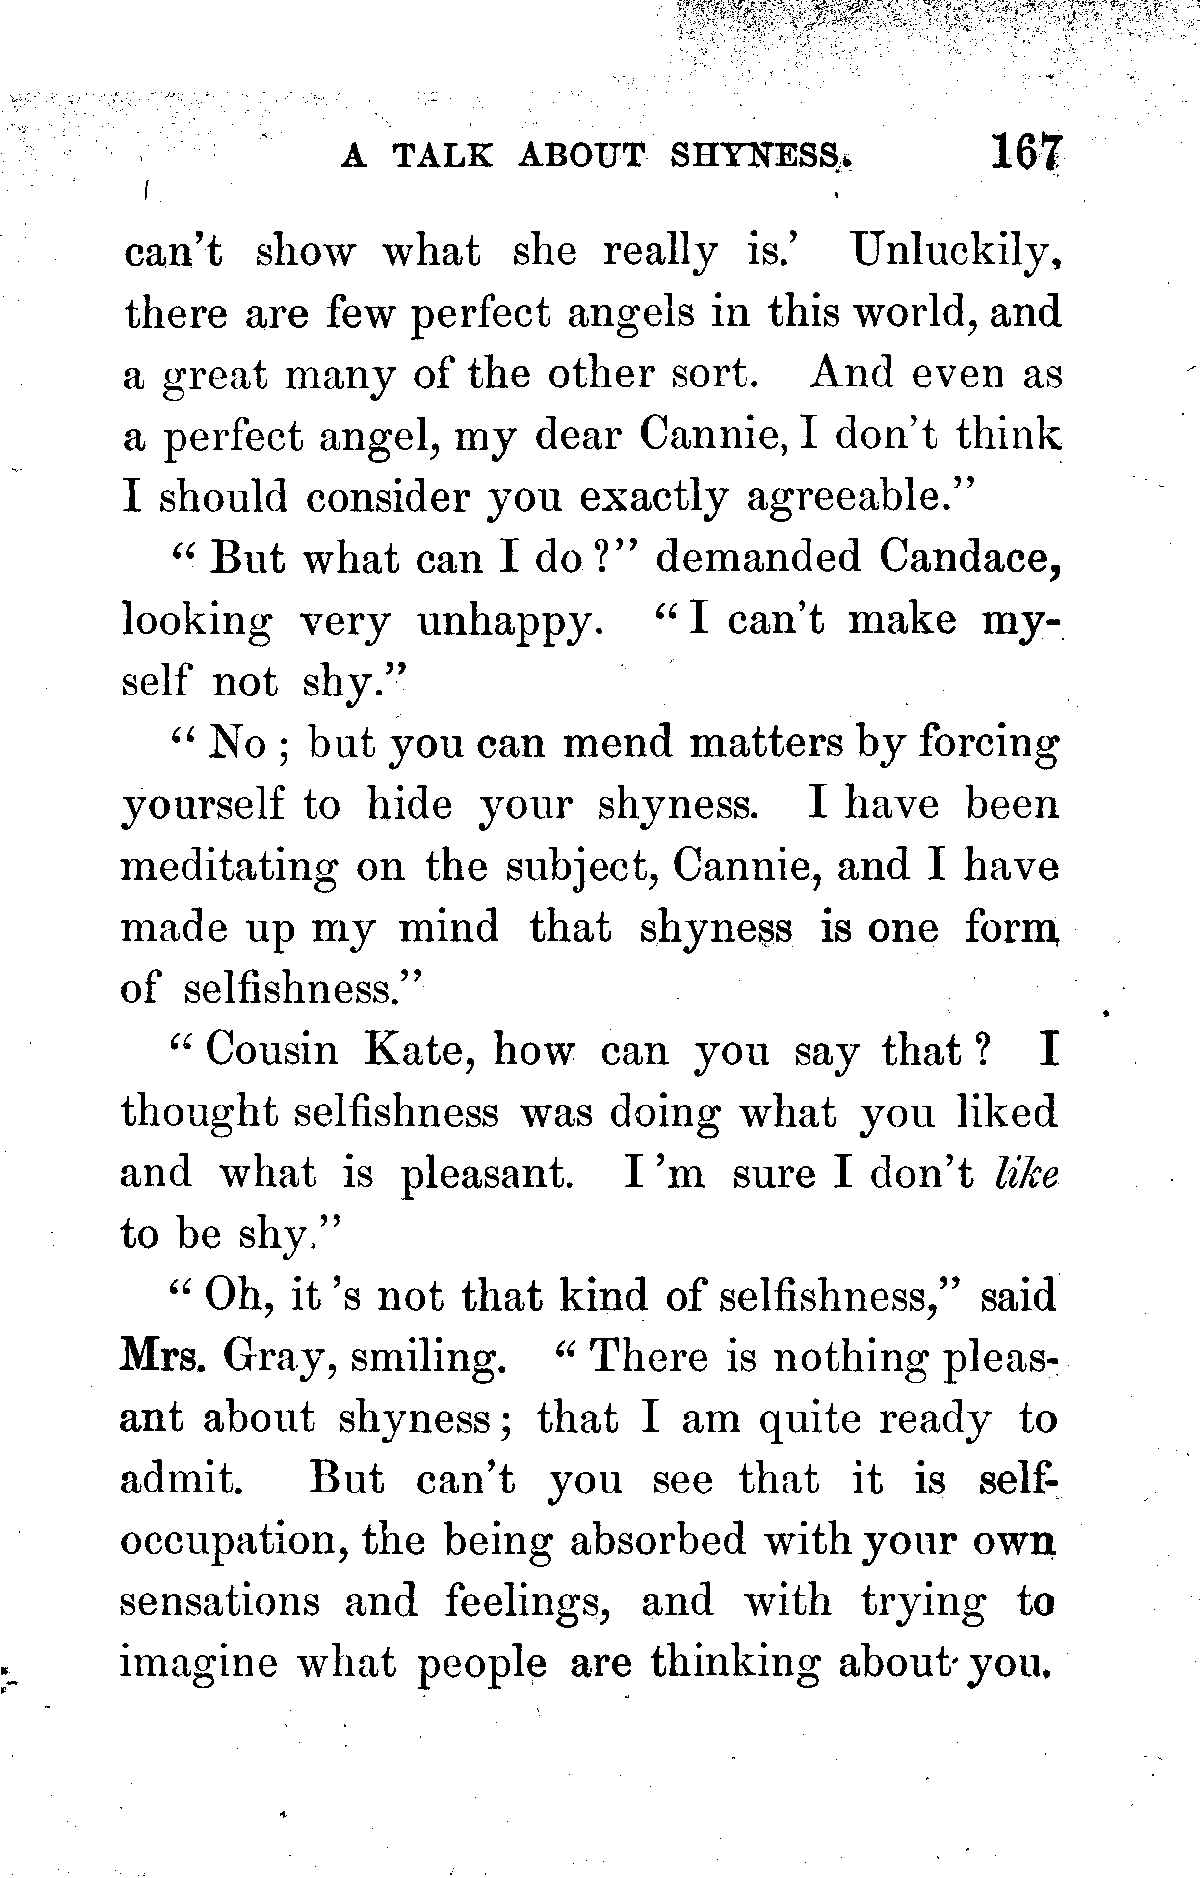 A TALK ABOUT SHYNESS. 167
can't show what she really is.' Unluckily,
there are few perfect angels in this world, and
a great many of the other sort. And even as
a perfect angel, my dear Cannie, I don't think
I should consider you exactly agreeable."
"But what can I do?" demanded Candace,
looking very unhappy. "I can't make my-
self not shy."
"No; but you can mend matters by forcing
yourself to hide your shyness. I have been
meditating on the subject, Cannie, and I have
made up my mind that shyness is one form
of selfishness."
"Cousin Kate, how can you say that? I
thought selfishness was doing what you liked
and what is pleasant. I'm sure I don't like
to be shy."
"Oh, it's not that kind of selfishness," said
Mrs. Gray, smiling. "There is nothing pleas-
ant about shyness; that I am quite ready to
admit. But can't you see that it is self-
occupation, the being absorbed with your own
sensations and feelings, and with trying to
imagine what people are thinking about you.